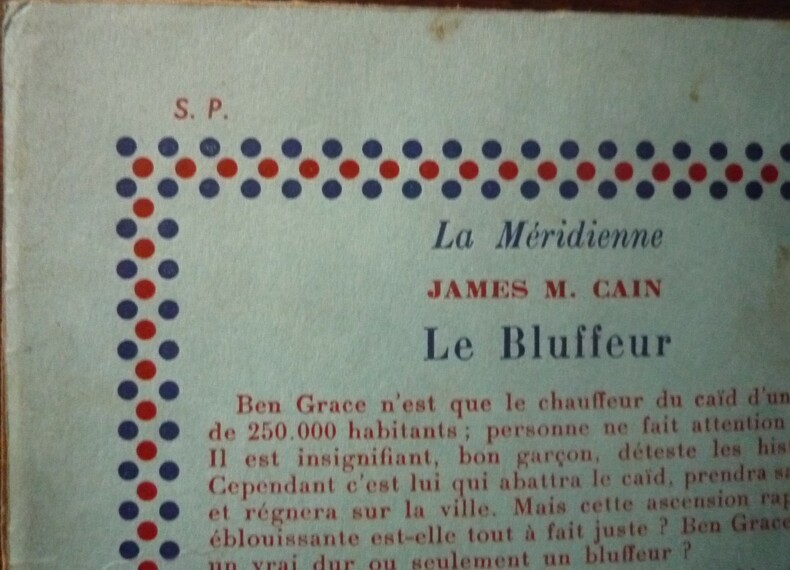 S. P.
La Méridienne
JAMES M. CAIN
Le Bluffeur
Ben Grace n'est que le chauffeur du caïd d'un
de 250.000 habitants ; personne ne fait attention
Il est insignifiant, bon garçon, déteste les
Cependant c'est lui qui abattra le caïd, prendra
et régnera sur la ville. Mais cette ascension
éblouissante est-elle tout à fait juste ? Ben Grace
un vrai dur ou seulement un bluffeur ?